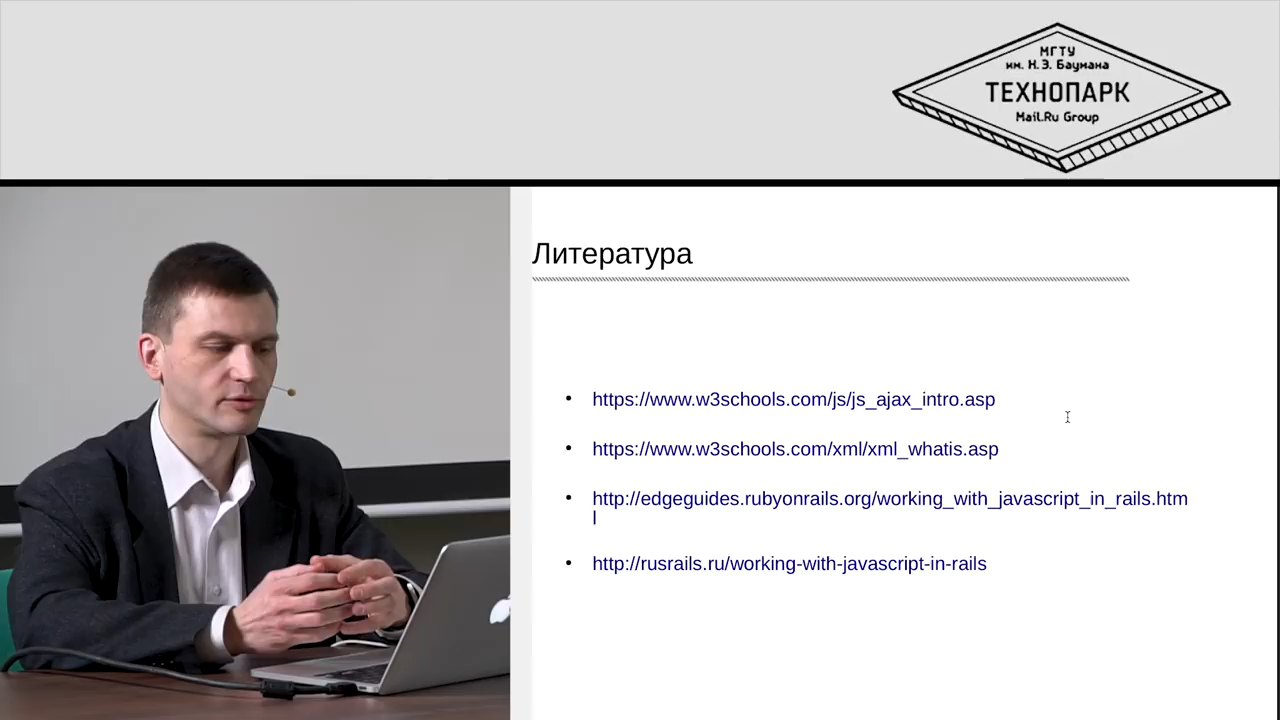 МГТУ
им. Н.Э. Баумана
ТЕХНОПАРК
Mail.Ru Group
Литература
https://www.w3schools.com/js/js_ajax_intro.asp
https://www.w3schools.com/xml/xml_whatis.asp
http://edgeguides.rubyonrails.org/working_with_javascript_in_rails.htm
l
http://rusrails.ru/working-with-javascript-in-rails